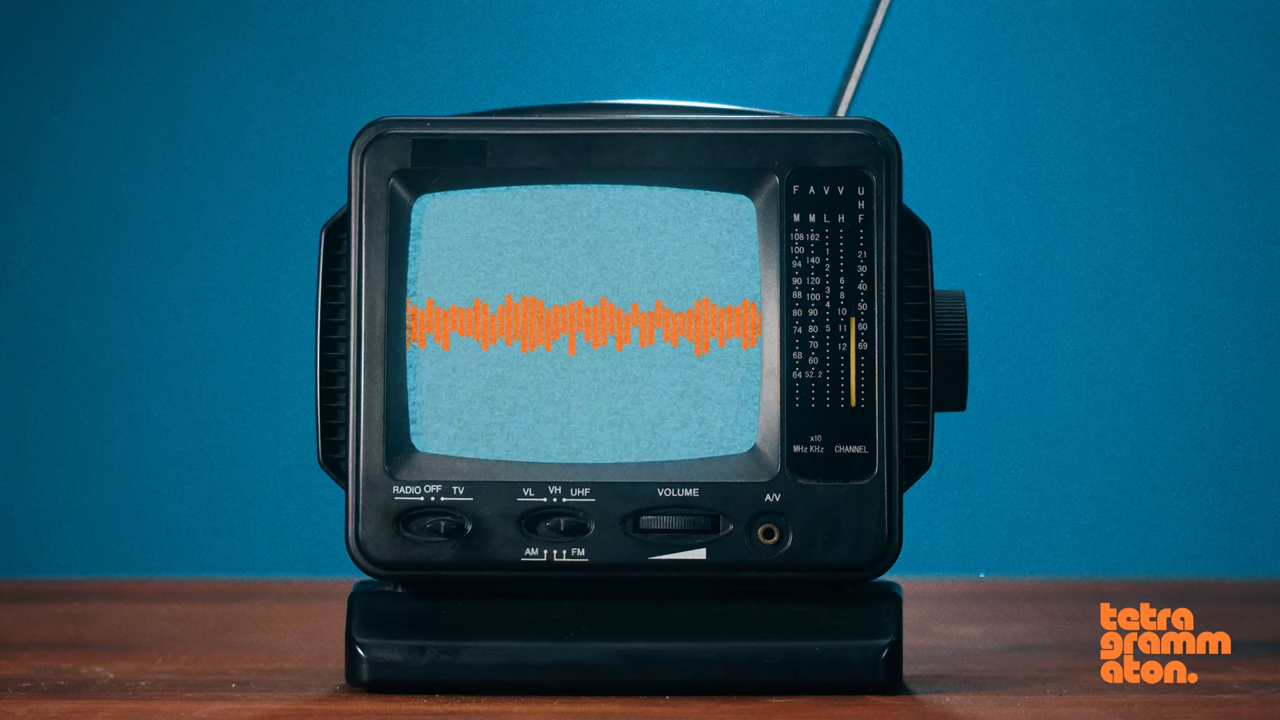 F A V V U
H
M M L H F
108 162
100
94 140
90 120
88 100
80 90
74 80
70
68 60
64 52.2
1
2
3
4
5
6
8
10
11
12
21
30
40
50
60
69
x10
MHz KHz CHANNEL
RADIO OFF TV
VL VH UHF
VOLUME
A/V
AM FM
tetra
gramm
aton.